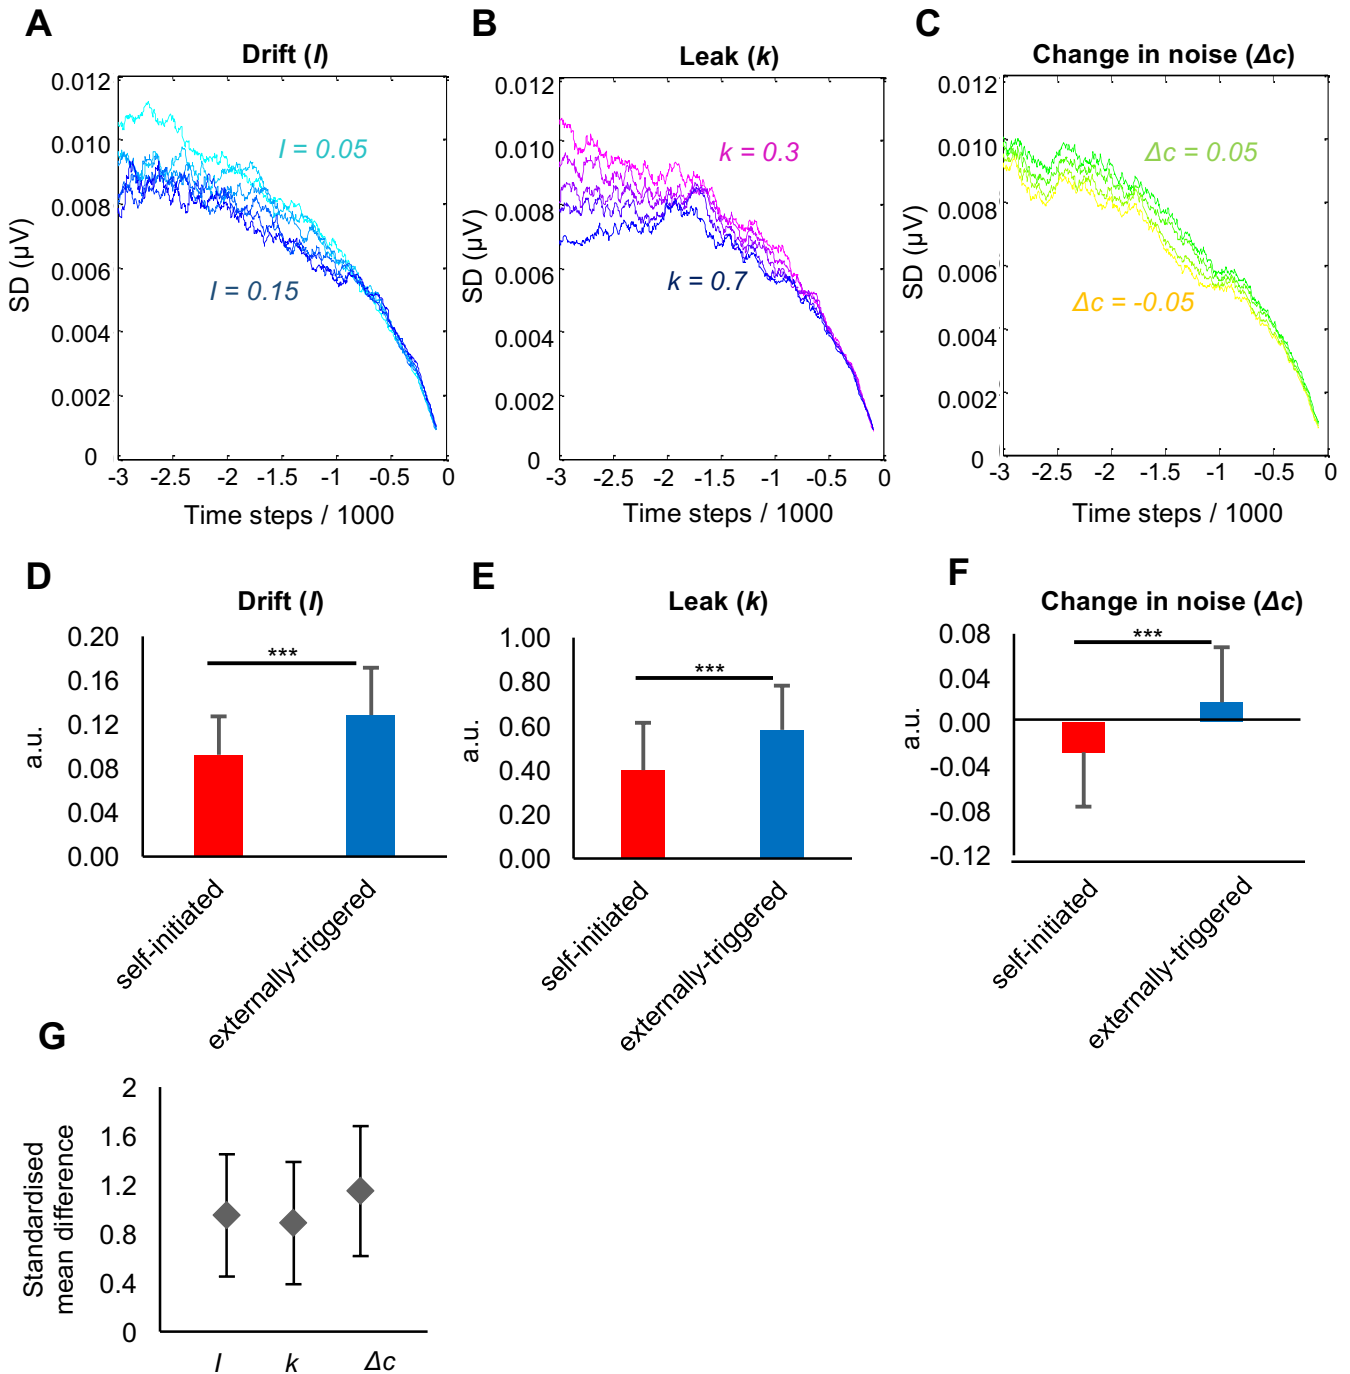 A
Drift (I)
SD (µV)
0.012
0.010
0.008
0.006
0.004
0.002
0
I = 0.05
I = 0.15
-3 -2.5 -2 -1.5 -1 -0.5 0
Time steps / 1000
B
Leak (k)
SD (µV)
0.012
0.010
0.008
0.006
0.004
0.002
0
k = 0.3
k = 0.7
-3 -2.5 -2 -1.5 -1 -0.5 0
Time steps / 1000
C
Change in noise (Δc)
SD (µV)
0.012
0.010
0.008
0.006
0.004
0.002
0
Δc = 0.05
Δc = -0.05
-3 -2.5 -2 -1.5 -1 -0.5 0
Time steps / 1000
D
Drift (I)
a.u.
0.20
0.16
0.12
0.08
0.04
0.00
***
self-initiated
externally-triggered
E
Leak (k)
a.u.
1.00
0.80
0.60
0.40
0.20
0.00
***
self-initiated
externally-triggered
F
Change in noise (Δc)
a.u.
0.08
0.04
0.00
-0.04
-0.08
-0.12
***
self-initiated
externally-triggered
G
Standardised
mean difference
2
1.6
1.2
0.8
0.4
0
I k Δc